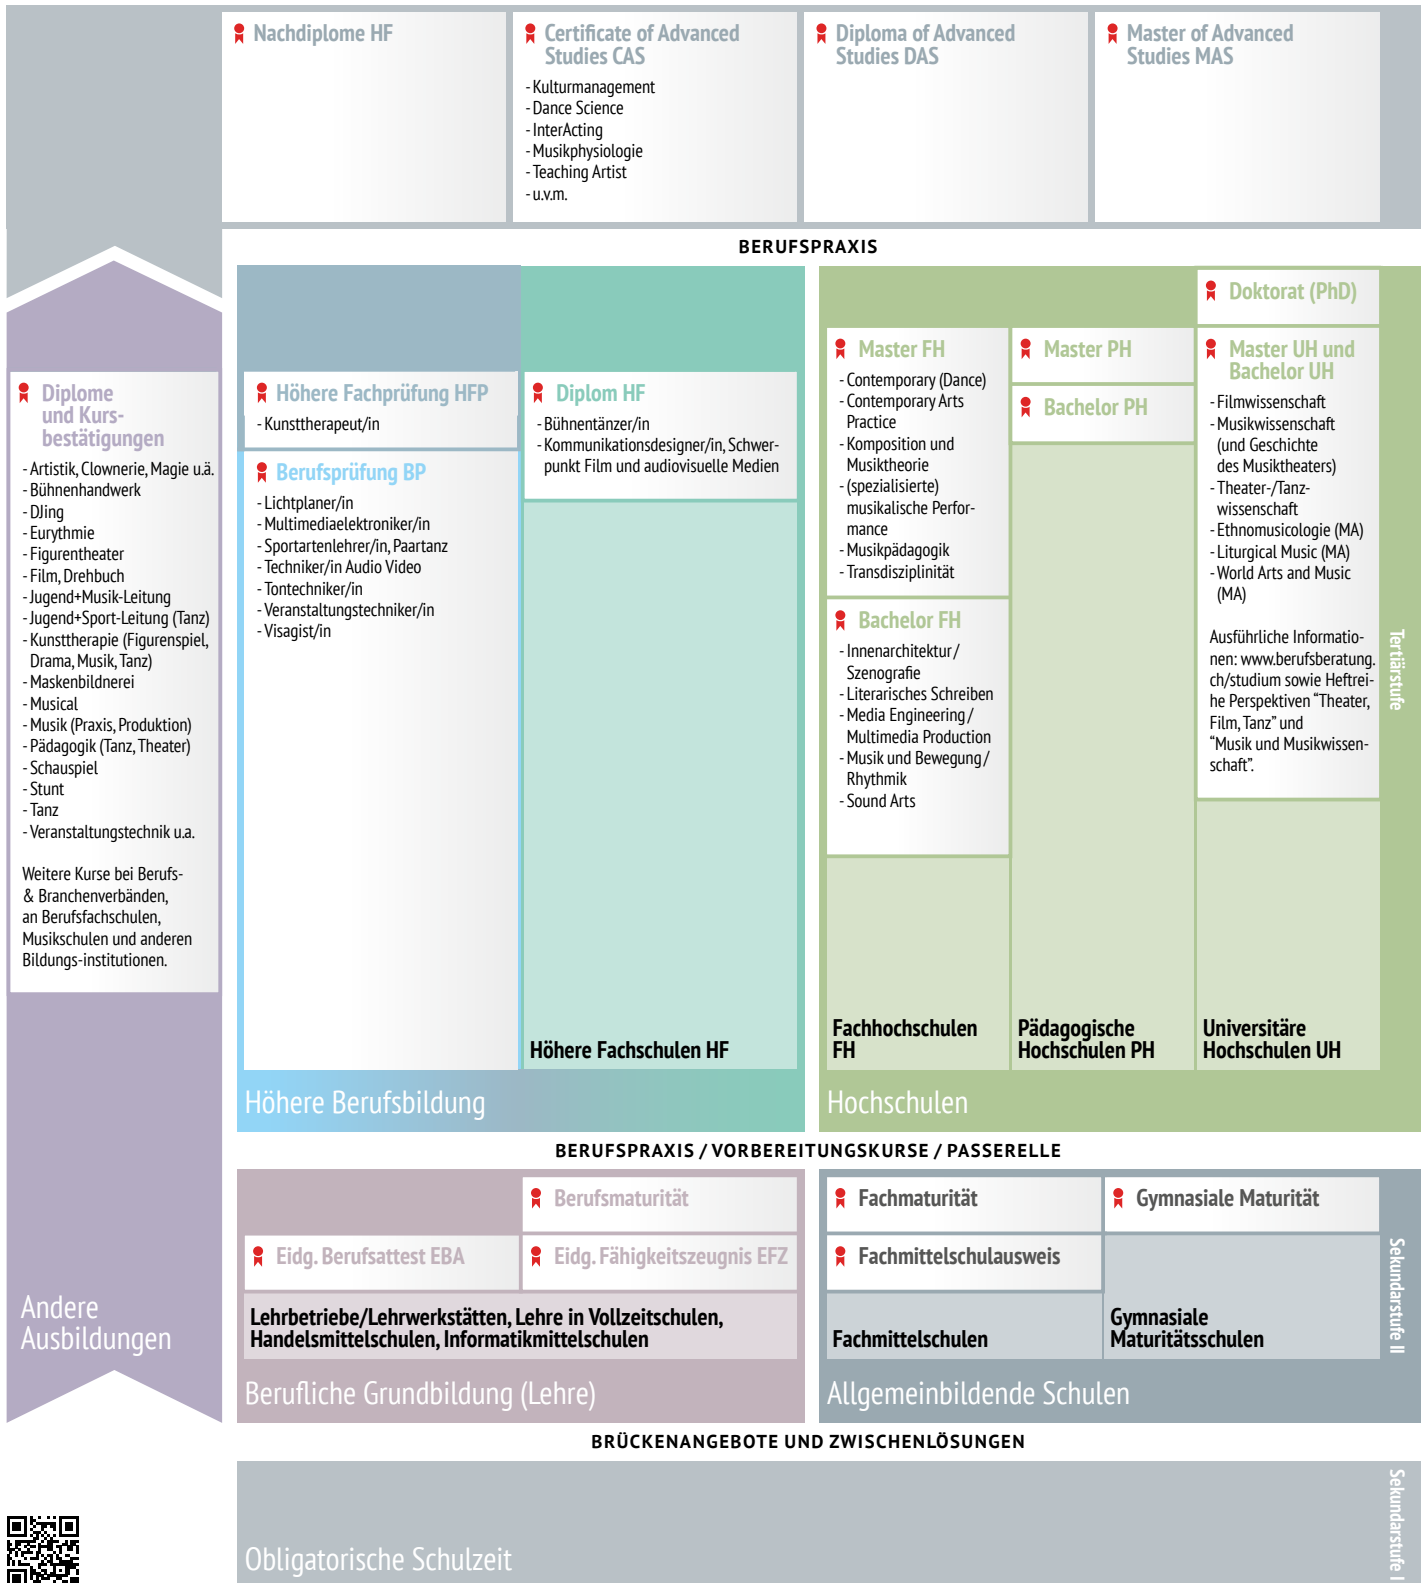 Nachdiplome HF
Certificate of Advanced
Studies CAS
- Kulturmanagement
- Dance Science
- InterActing
- Musikphysiologie
- Teaching Artist
- u.v.m.
Diploma of Advanced
Studies DAS
Master of Advanced
Studies MAS
BERUFSPRAXIS
Diplome
und Kurs-
bestätigungen
- Artistik, Clownerie, Magie u.ä.
- Bühnenhandwerk
- DJing
- Eurythmie
- Figurentheater
- Film, Drehbuch
- Jugend+Musik-Leitung
- Jugend+Sport-Leitung (Tanz)
- Kunsttherapie (Figurenspiel,
Drama, Musik, Tanz)
- Maskenbildnerei
- Musical
- Musik (Praxis, Produktion)
- Pädagogik (Tanz, Theater)
- Schauspiel
- Stunt
- Tanz
- Veranstaltungstechnik u.a.
Weitere Kurse bei Berufs-
& Branchenverbänden,
an Berufsfachschulen,
Musikschulen und anderen
Bildungs-institutionen.
Andere
Ausbildungen
Höhere Fachprüfung HFP
- Kunsttherapeut/in
Berufsprüfung BP
- Lichtplaner/in
- Multimediaelektroniker/in
- Sportartenlehrer/in, Paartanz
- Techniker/in Audio Video
- Tontechniker/in
- Veranstaltungstechniker/in
- Visagist/in
Diplom HF
- Bühnentänzer/in
- Kommunikationsdesigner/in, Schwer-
punkt Film und audiovisuelle Medien
Höhere Fachschulen HF
Höhere Berufsbildung
Master FH
- Contemporary (Dance)
- Contemporary Arts
Practice
- Komposition und
Musiktheorie
- (spezialisierte)
musikalische Perfor-
mance
- Musikpädagogik
- Transdisziplinität
Bachelor FH
- Innenarchitektur /
Szenografie
- Literarisches Schreiben
- Media Engineering /
Multimedia Production
- Musik und Bewegung /
Rhythmik
- Sound Arts
Fachhochschulen
FH
Master PH
Bachelor PH
Pädagogische
Hochschulen PH
Doktorat (PhD)
Master UH und
Bachelor UH
- Filmwissenschaft
- Musikwissenschaft
(und Geschichte
des Musiktheaters)
- Theater-/Tanz-
wissenschaft
- Ethnomusicologie (MA)
- Liturgical Music (MA)
- World Arts and Music
(MA)
Ausführliche Informatio-
nen: www.berufsberatung.
ch/studium sowie Heftrei-
he Perspektiven “Theater,
Film, Tanz” und
“Musik und Musikwissen-
schaft”.
Universitäre
Hochschulen UH
Hochschulen
Tertiärstufe
BERUFSPRAXIS / VORBEREITUNGSKURSE / PASSERELLE
Berufsmaturität
Eidg. Berufsattest EBA
Eidg. Fähigkeitszeugnis EFZ
Lehrbetriebe/Lehrwerkstätten, Lehre in Vollzeitschulen,
Handelsmittelschulen, Informatikmittelschulen
Berufliche Grundbildung (Lehre)
Fachmaturität
Gymnasiale Maturität
Fachmittelschulausweis
Fachmittelschulen
Gymnasiale
Maturitätsschulen
Allgemeinbildende Schulen
Sekundarstufe II
BRÜCKENANGEBOTE UND ZWISCHENLÖSUNGEN
Obligatorische Schulzeit
Sekundarstufe I